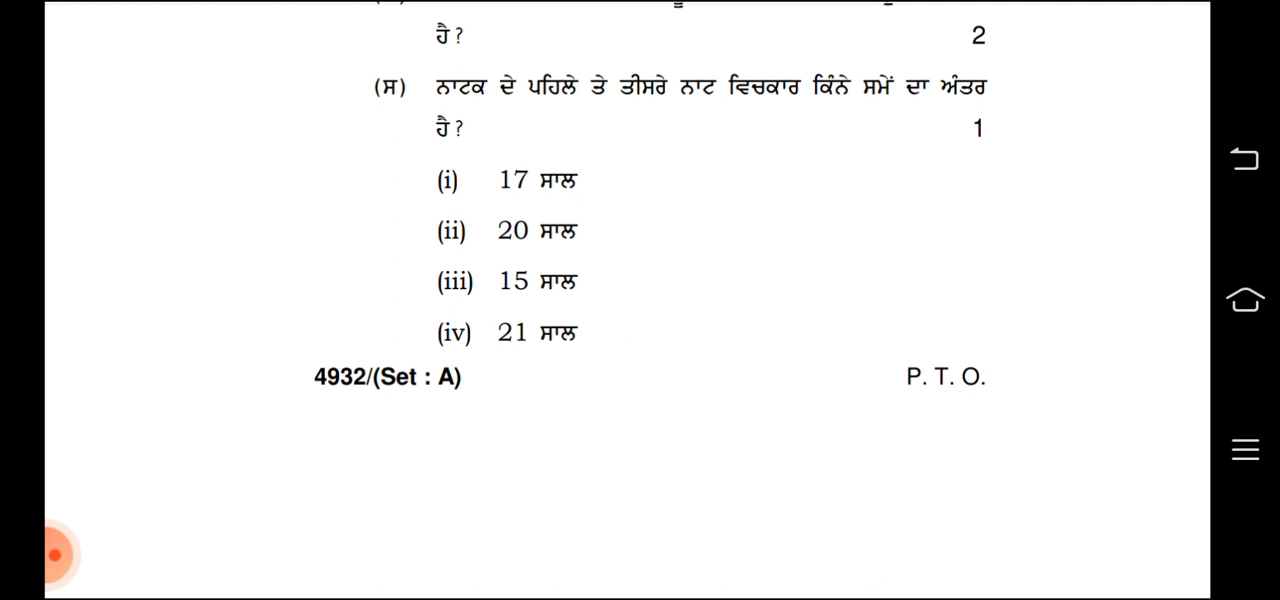 ਹੈ? 2
(ਸ) ਨਾਟਕ ਦੇ ਪਹਿਲੇ ਤੇ ਤੀਸਰੇ ਨਾਟ ਵਿਚਕਾਰ ਕਿੰਨੇ ਸਮੇਂ ਦਾ ਅੰਤਰ
ਹੈ? 1
(i) 17 ਸਾਲ
(ii) 20 ਸਾਲ
(iii) 15 ਸਾਲ
(iv) 21 ਸਾਲ
4932/(Set : A) P. T. O.